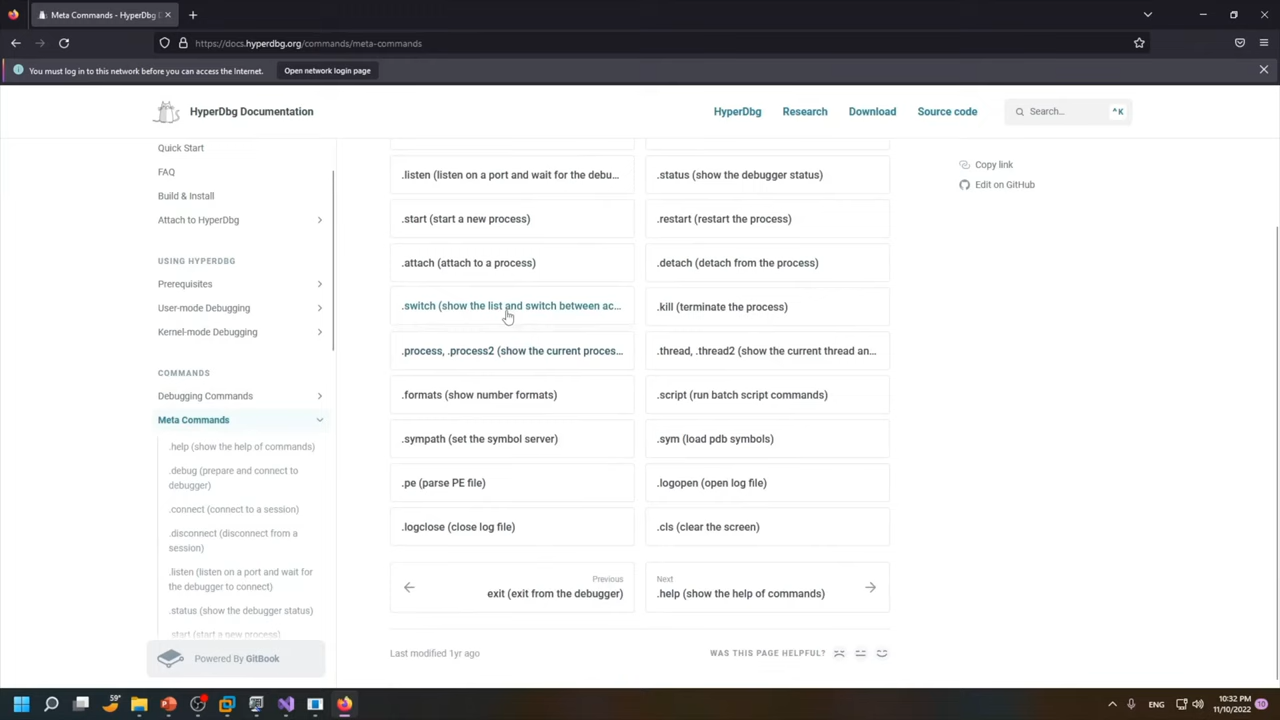 Meta Commands - HyperDbg D
https://docs.hyperdbg.org/commands/meta-commands
You must log in to this network before you can access the Internet.
Open network login page
HyperDbg Documentation
HyperDbg
Research
Download
Source code
Search...
^K
Quick Start
FAQ
Build & Install
Attach to HyperDbg
USING HYPERDBG
Prerequisites
User-mode Debugging
Kernel-mode Debugging
COMMANDS
Debugging Commands
Meta Commands
.help (show the help of commands)
.debug (prepare and connect to
debugger)
.connect (connect to a session)
.disconnect (disconnect from a
session)
.listen (listen on a port and wait for
the debugger to connect)
.status (show the debugger status)
.start (start a new process)
Powered By GitBook
.listen (listen on a port and wait for the debu...
.status (show the debugger status)
.start (start a new process)
.restart (restart the process)
.attach (attach to a process)
.detach (detach from the process)
.switch (show the list and switch between ac...
.kill (terminate the process)
.process, .process2 (show the current proces...
.thread, .thread2 (show the current thread an...
.formats (show number formats)
.script (run batch script commands)
.sympath (set the symbol server)
.sym (load pdb symbols)
.pe (parse PE file)
.logopen (open log file)
.logclose (close log file)
.cls (clear the screen)
Previous
exit (exit from the debugger)
Next
.help (show the help of commands)
Last modified 1yr ago
WAS THIS PAGE HELPFUL?
Copy link
Edit on GitHub
59°
ENG
10:32 PM
11/10/2022
10